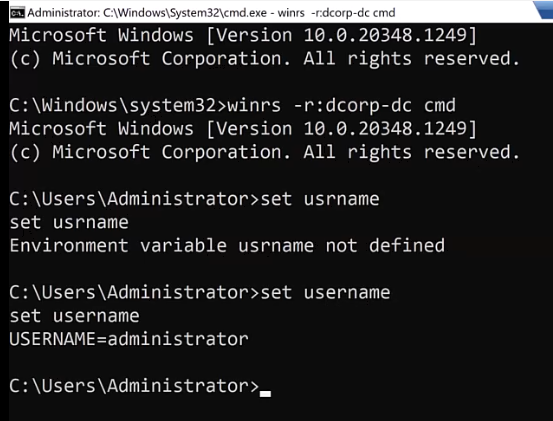 Administrator: C:\Windows\System32\cmd.exe - winrs -r:dcorp-dc cmd
Microsoft Windows [Version 10.0.20348.1249]
(c) Microsoft Corporation. All rights reserved.
C:\Windows\system32>winrs -r:dcorp-dc cmd
Microsoft Windows [Version 10.0.20348.1249]
(c) Microsoft Corporation. All rights reserved.
C:\Users\Administrator>set usrname
set usrname
Environment variable usrname not defined
C:\Users\Administrator>set username
set username
USERNAME=administrator
C:\Users\Administrator>